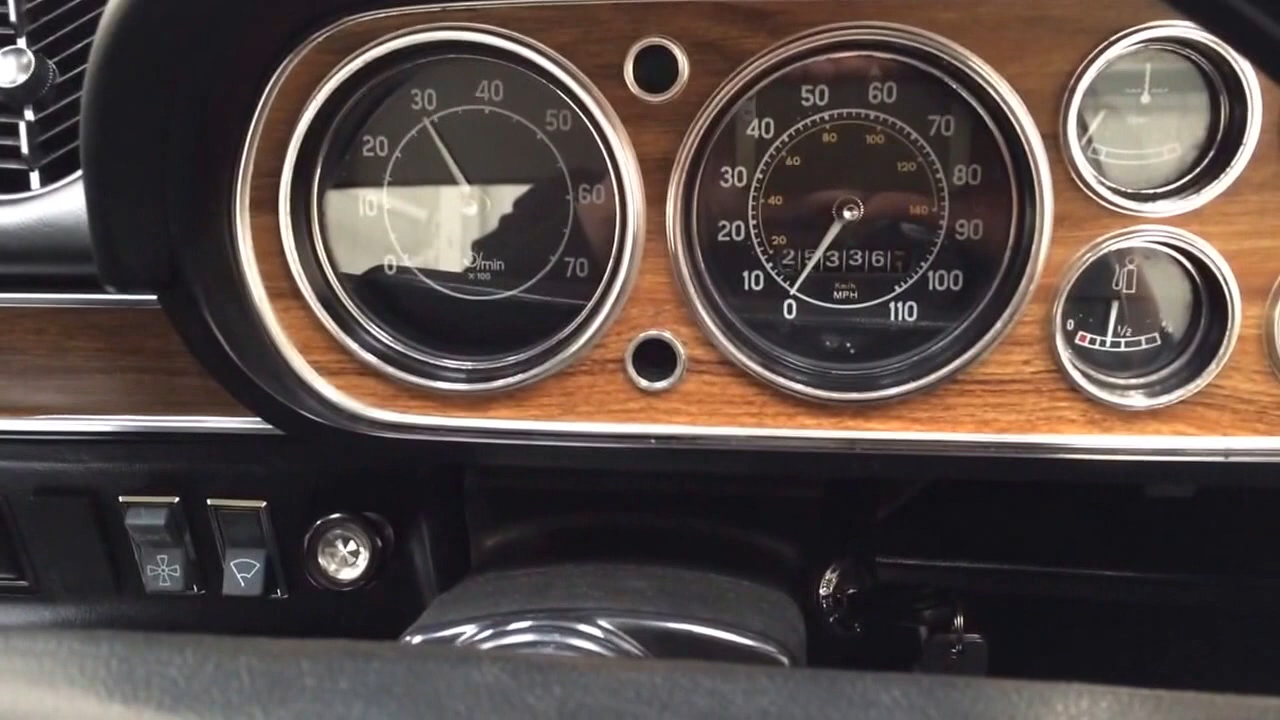 0 10 20 30 40 50 60 70
/min
× 100
0 10 20 30 40 50 60 70 80 90 100 110
20 40 60 80 100 120 140
25336
Km/h
MPH
0 1/2